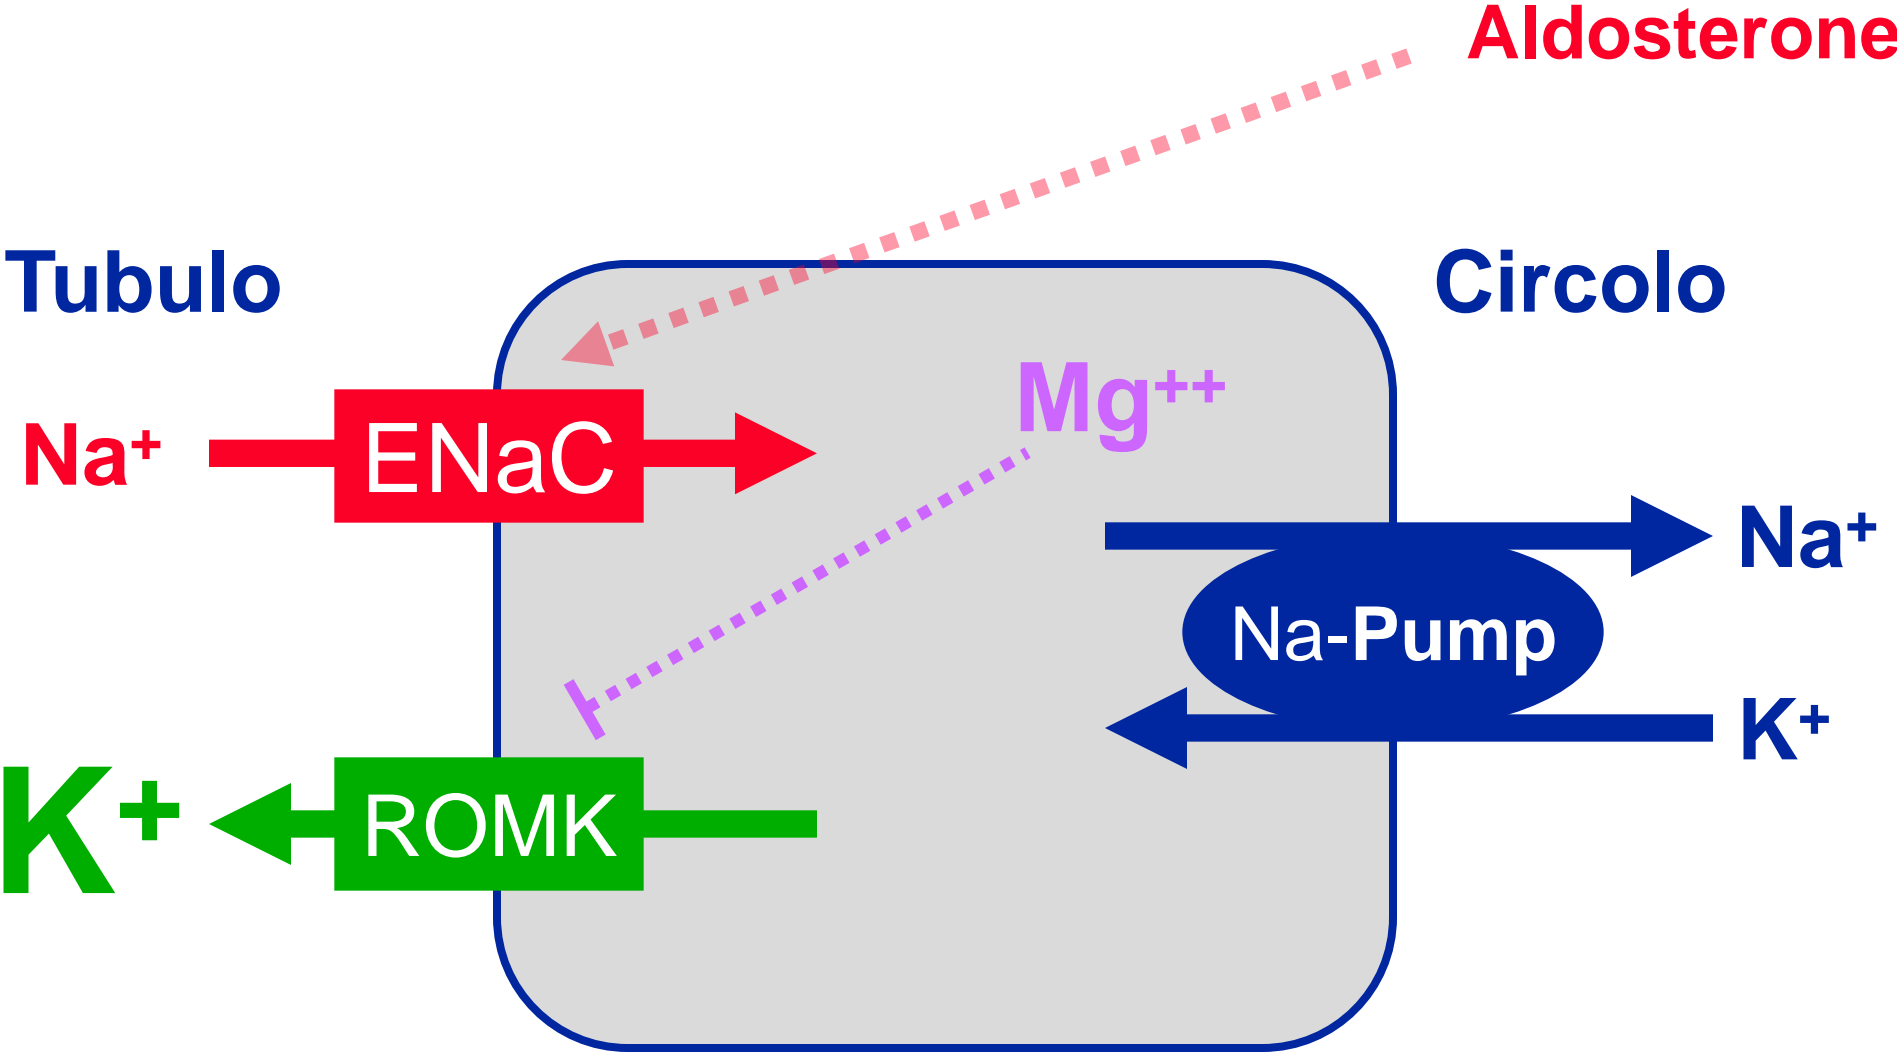 Aldosterone
Tubulo
Circolo
Mg++
Na+
ENaC
Na+
Na-Pump
K+
K+
ROMK